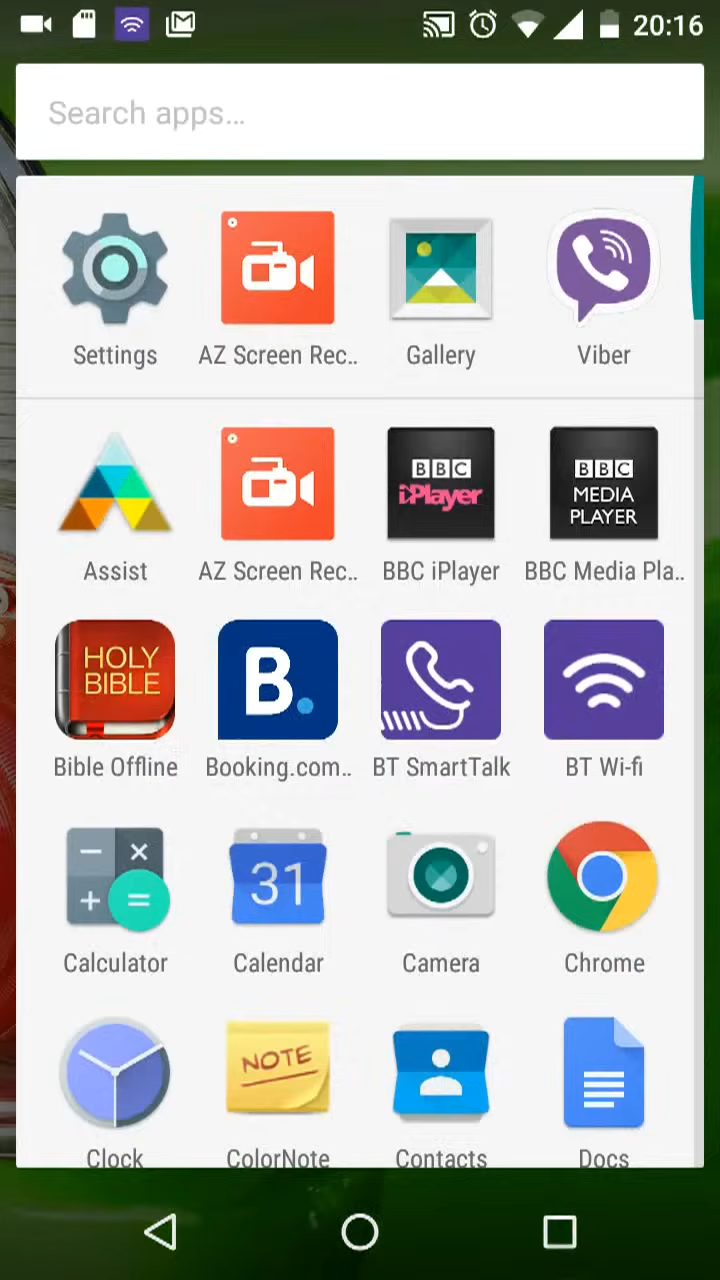 20:16
Search apps...
Settings
AZ Screen Rec..
Gallery
Viber
BBC
iPlayer
BBC
MEDIA
PLAYER
Assist
AZ Screen Rec..
BBC iPlayer
BBC Media Pla..
HOLY
BIBLE
B.
Bible Offline
Booking.com..
BT SmartTalk
BT Wi-fi
31
Calculator
Calendar
Camera
Chrome
NOTE
Clock
ColorNote
Contacts
Docs